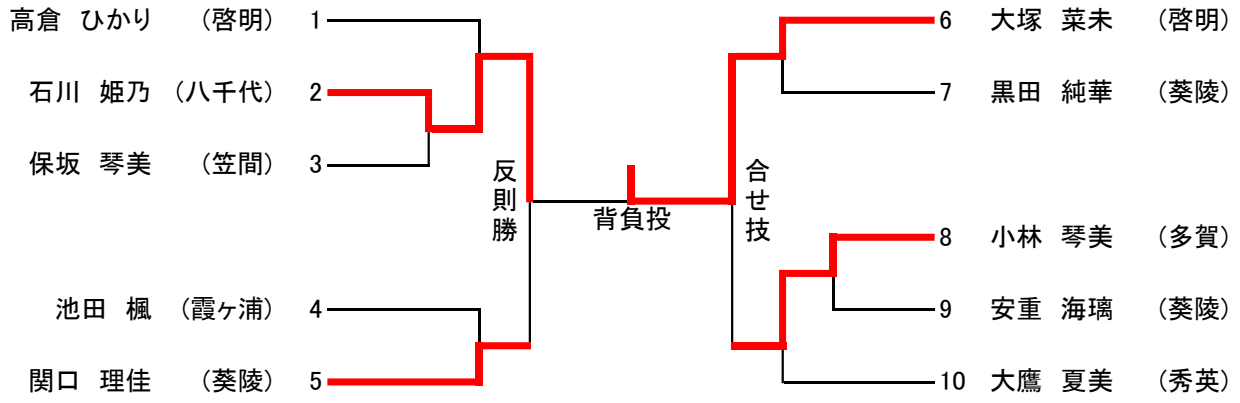 高倉 ひかり (啓明) 1
石川 姫乃 (八千代) 2
保坂 琴美 (笠間) 3
池田 楓 (霞ヶ浦) 4
関口 理佳 (葵陵) 5
反則勝
背負投
合せ技
6 大塚 菜未 (啓明)
7 黒田 純華 (葵陵)
8 小林 琴美 (多賀)
9 安重 海璃 (葵陵)
10 大鷹 夏美 (秀英)